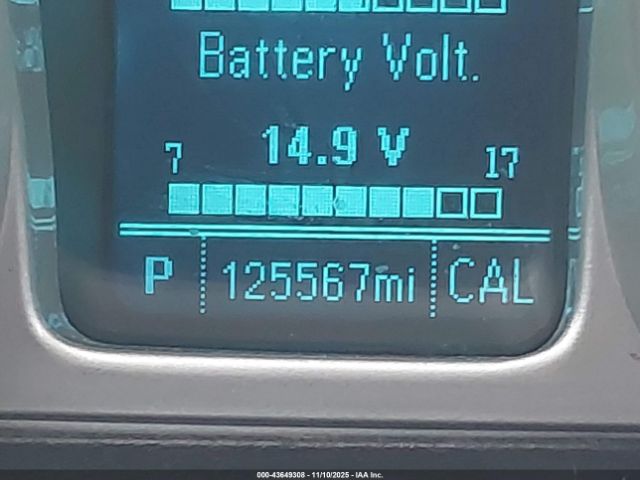 Battery Volt.
14.9 V
7 17
P 125567mi CAL
000-43649308 - 11/10/2025 - IAA Inc.